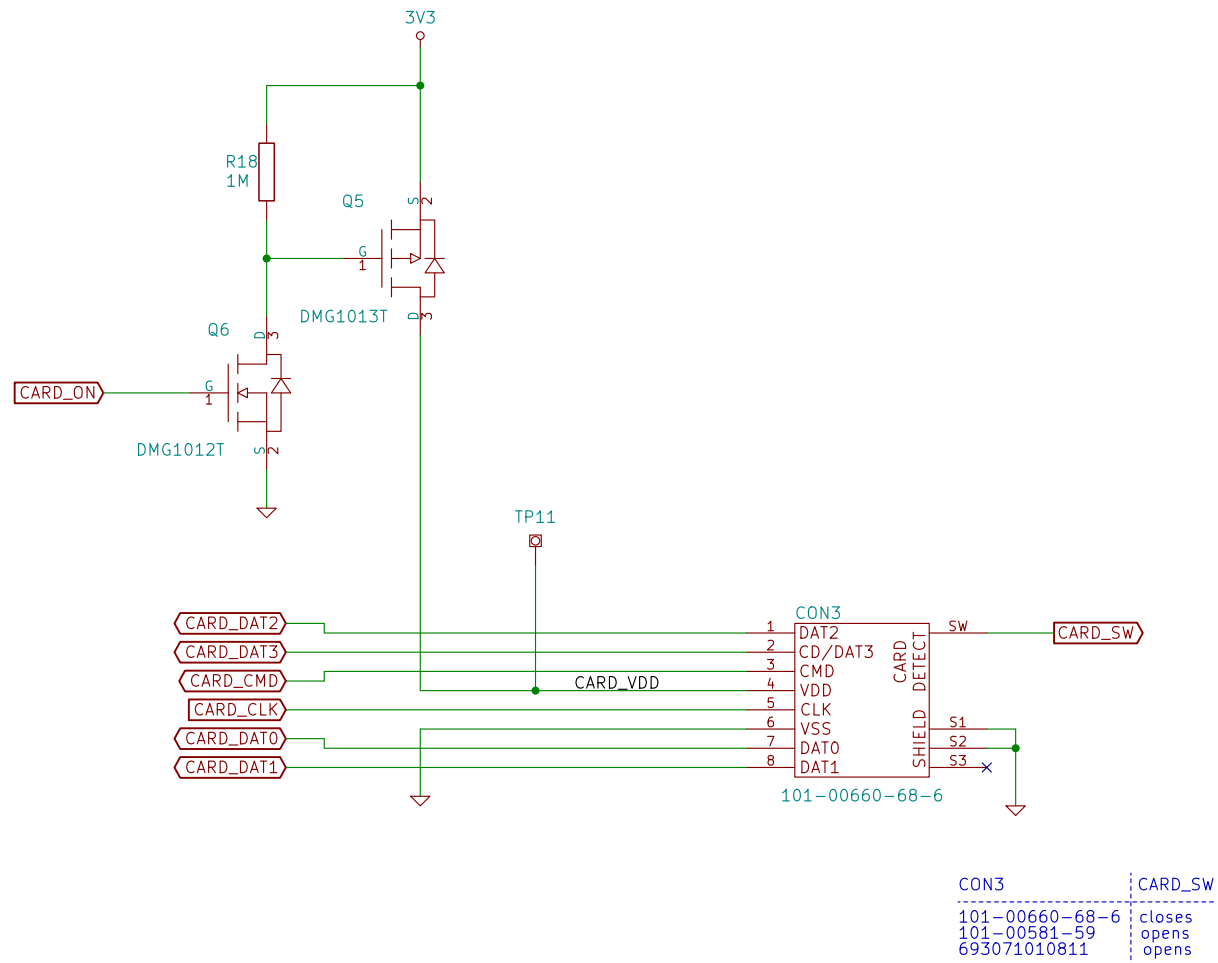 3V3
R18
1M
Q5
S
2
G
1
DMG1013T
D
3
Q6
D
3
CARD_ON
G
1
DMG1012T
S
2
TP11
CON3
CARD_DAT2
1
DAT2
SW
CARD_SW
CARD_DAT3
2
CD/DAT3
CARD
DETECT
CARD_CMD
3
CMD
CARD_VDD
4
VDD
CARD_CLK
5
CLK
6
VSS
SHIELD
S1
CARD_DAT0
7
DAT0
S2
CARD_DAT1
8
DAT1
S3
101-00660-68-6
CON3 CARD_SW
101-00660-68-6 closes
101-00581-59 opens
693071010811 opens